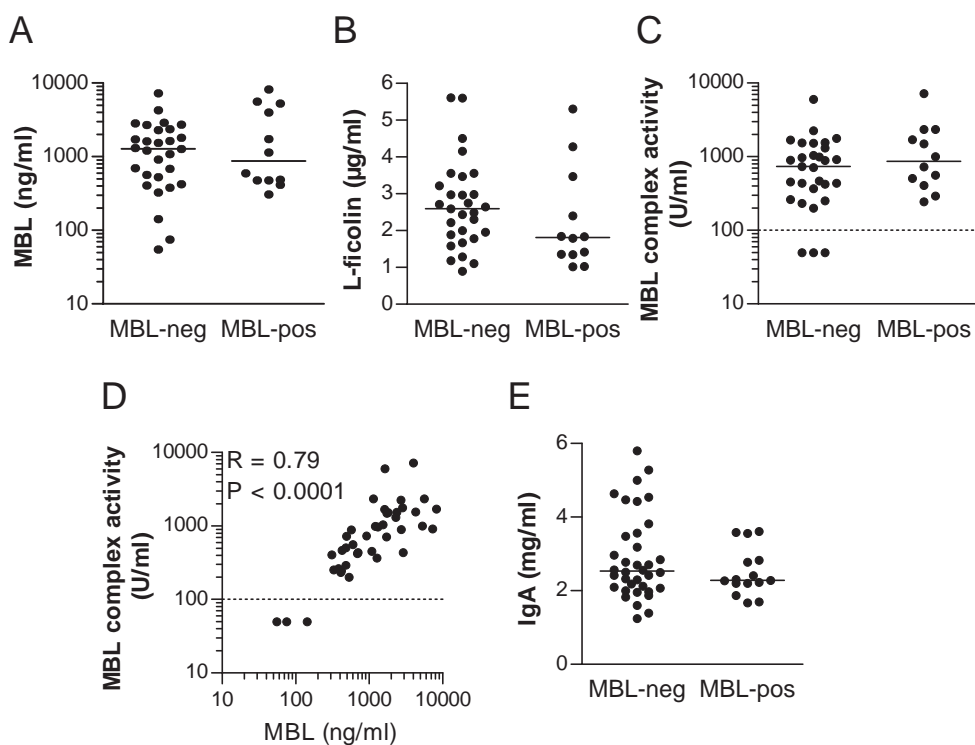 A
MBL (ng/ml)
10000
1000
100
10
MBL-neg MBL-pos
B
L-ficolin (µg/ml)
6
5
4
3
2
1
0
MBL-neg MBL-pos
C
MBL complex activity
(U/ml)
10000
1000
100
10
MBL-neg MBL-pos
D
MBL complex activity
(U/ml)
10000
1000
100
10
R = 0.79
P < 0.0001
10 100 1000 10000
MBL (ng/ml)
E
IgA (mg/ml)
6
4
2
0
MBL-neg MBL-pos